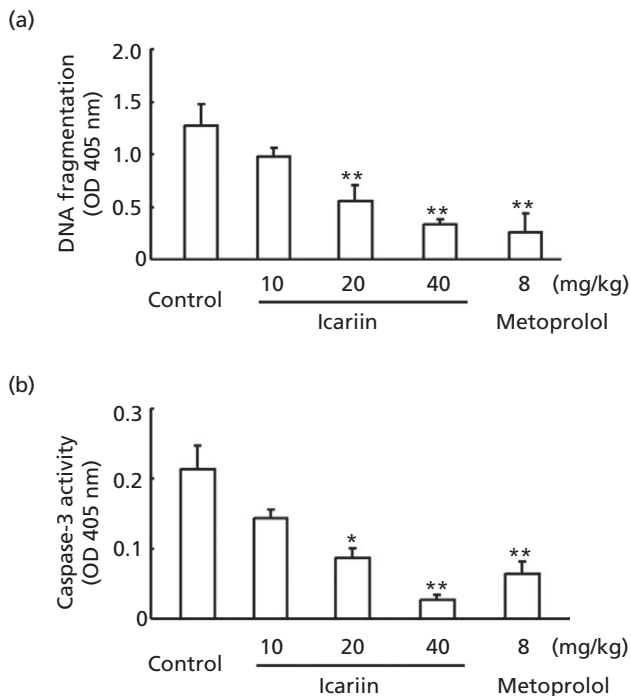 (a)
2.0
1.5
1.0
0.5
0
DNA fragmentation
(OD 405 nm)
**
**
**
Control
10 20 40 8 (mg/kg)
Icariin Metoprolol
(b)
0.3
0.2
0.1
0
Caspase-3 activity
(OD 405 nm)
*
**
**
10 20 40 8 (mg/kg)
Control
Icariin Metoprolol